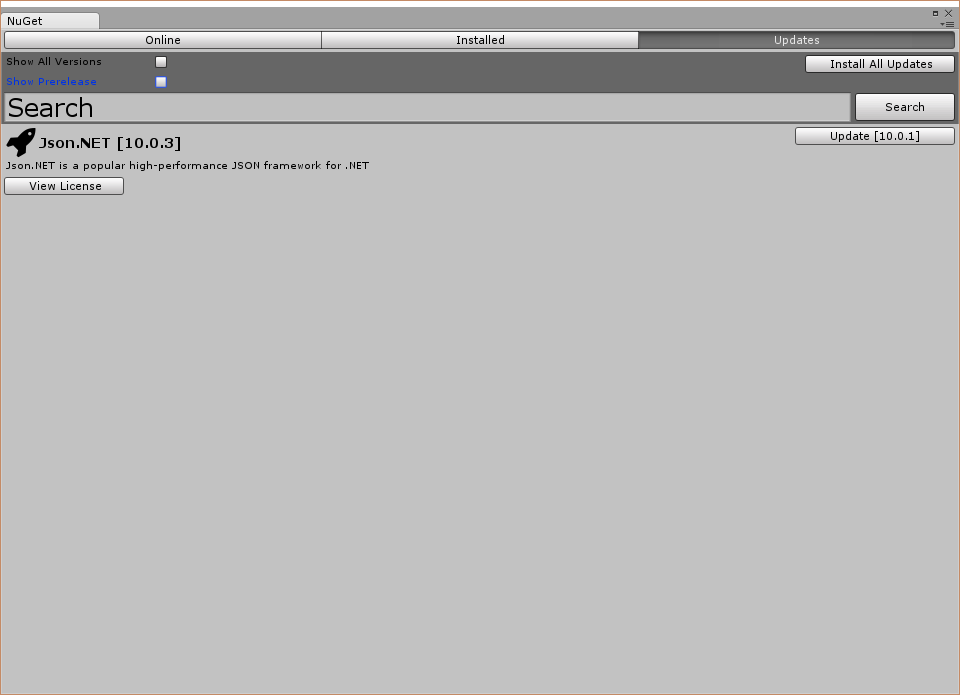 NuGet
Online Installed Updates
Show All Versions Install All Updates
Show Prerelease
Search Search
Json.NET [10.0.3] Update [10.0.1]
Json.NET is a popular high-performance JSON framework for .NET
View License